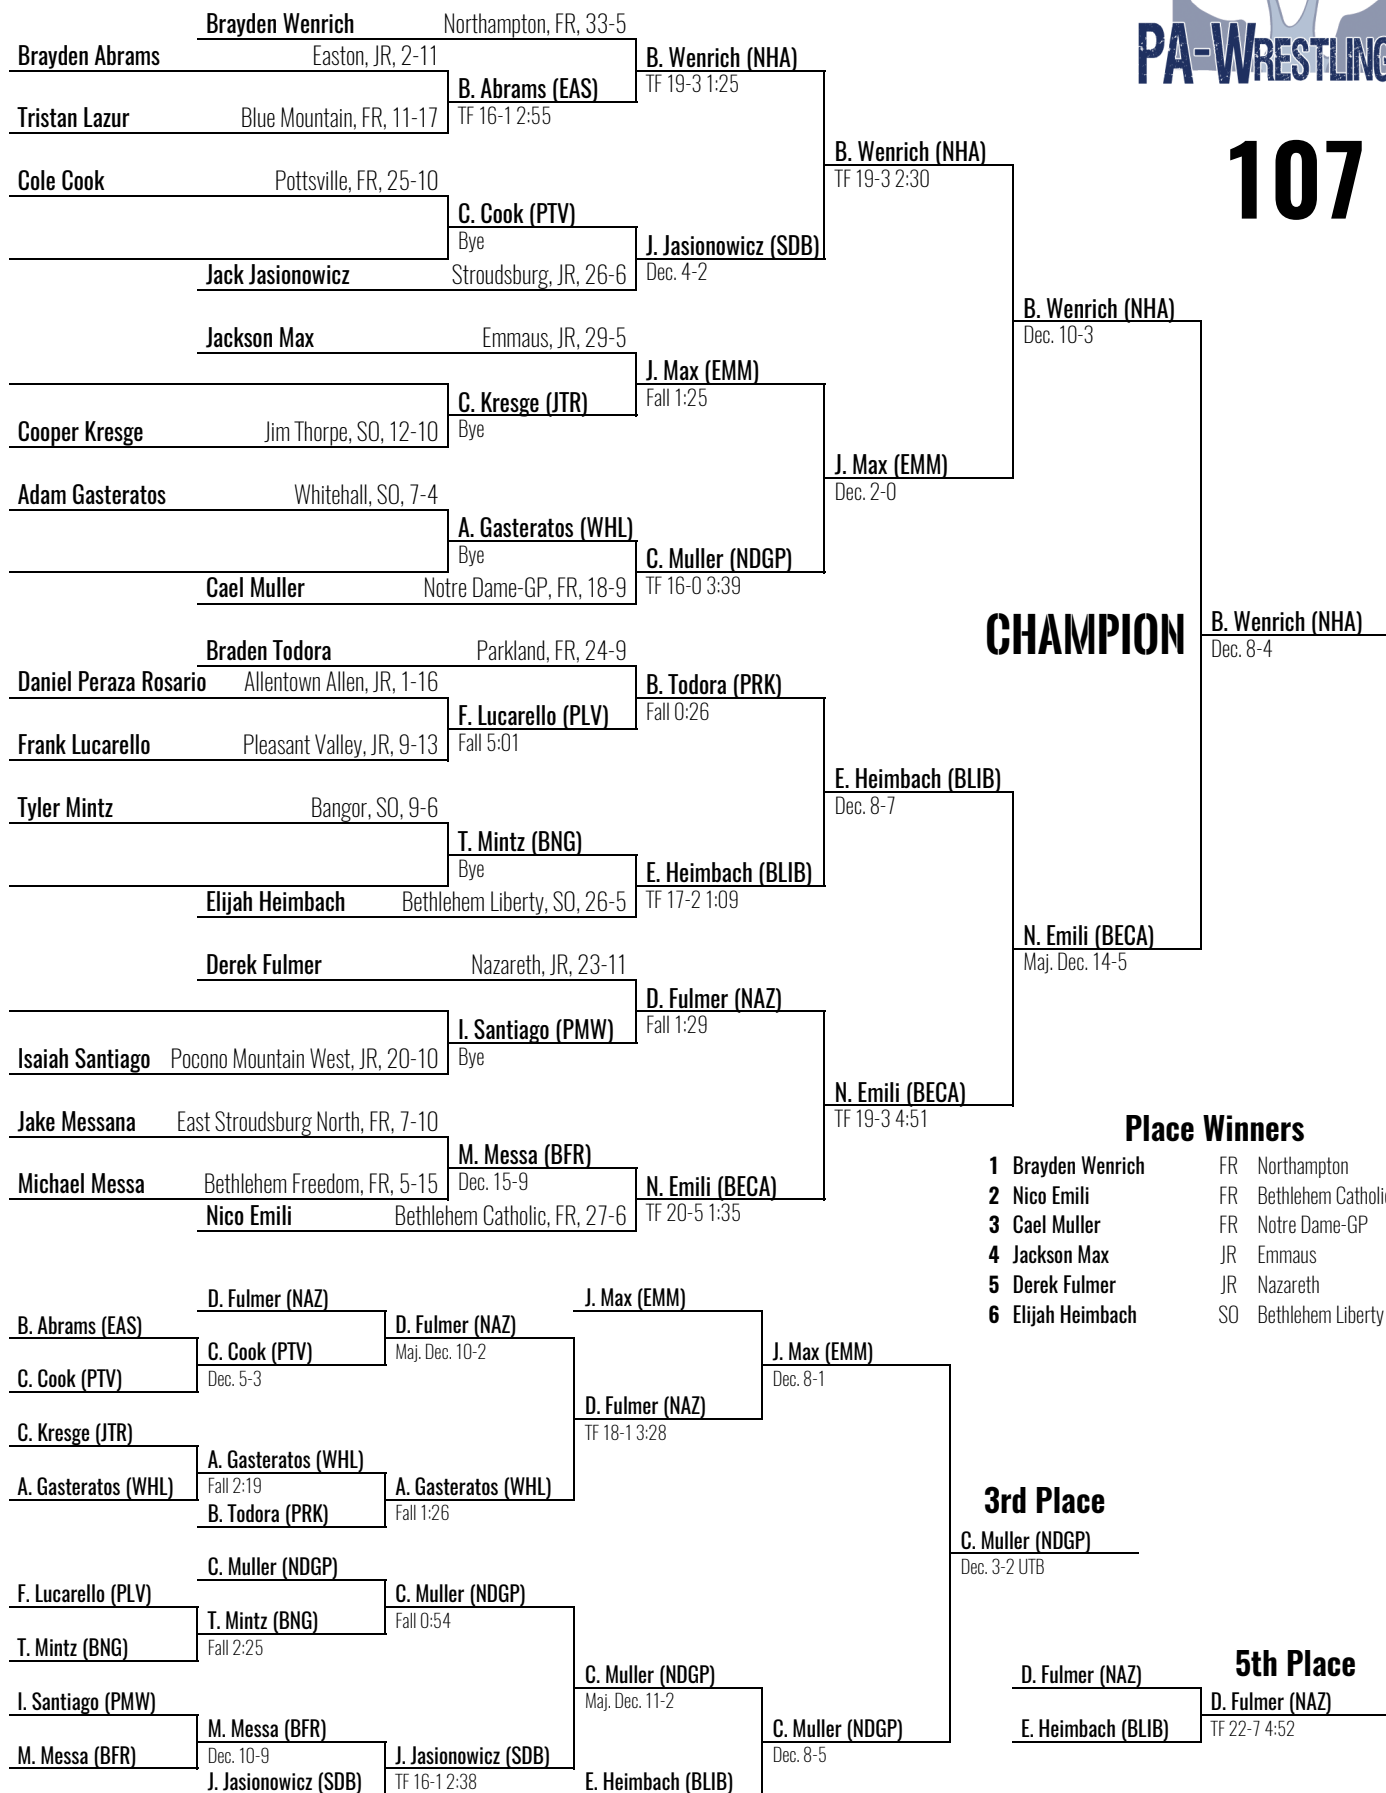 Brayden Wenrich Northampton, FR, 33-5
PA-WRESTLING
Brayden Abrams Easton, JR, 2-11
B. Wenrich (NHA)
TF 19-3 1:25
B. Abrams (EAS)
TF 16-1 2:55
Tristan Lazur Blue Mountain, FR, 11-17
107
B. Wenrich (NHA)
TF 19-3 2:30
Cole Cook Pottsville, FR, 25-10
C. Cook (PTV)
Bye
J. Jasionowicz (SDB)
Dec. 4-2
Jack Jasionowicz Stroudsburg, JR, 26-6
B. Wenrich (NHA)
Dec. 10-3
Jackson Max Emmaus, JR, 29-5
J. Max (EMM)
Fall 1:25
C. Kresge (JTR)
Bye
Cooper Kresge Jim Thorpe, SO, 12-10
J. Max (EMM)
Dec. 2-0
Adam Gasteratos Whitehall, SO, 7-4
A. Gasteratos (WHL)
Bye
C. Muller (NDGP)
TF 16-0 3:39
Cael Muller Notre Dame-GP, FR, 18-9
CHAMPION
B. Wenrich (NHA)
Dec. 8-4
Braden Todora Parkland, FR, 24-9
Daniel Peraza Rosario Allentown Allen, JR, 1-16
B. Todora (PRK)
Fall 0:26
F. Lucarello (PLV)
Fall 5:01
Frank Lucarello Pleasant Valley, JR, 9-13
E. Heimbach (BLIB)
Dec. 8-7
Tyler Mintz Bangor, SO, 9-6
T. Mintz (BNG)
Bye
E. Heimbach (BLIB)
TF 17-2 1:09
Elijah Heimbach Bethlehem Liberty, SO, 26-5
N. Emili (BECA)
Maj. Dec. 14-5
Derek Fulmer Nazareth, JR, 23-11
D. Fulmer (NAZ)
Fall 1:29
I. Santiago (PMW)
Bye
Isaiah Santiago Pocono Mountain West, JR, 20-10
N. Emili (BECA)
TF 19-3 4:51
Jake Messana East Stroudsburg North, FR, 7-10
M. Messa (BFR)
Dec. 15-9
Michael Messa Bethlehem Freedom, FR, 5-15
N. Emili (BECA)
TF 20-5 1:35
Nico Emili Bethlehem Catholic, FR, 27-6
Place Winners
1 Brayden Wenrich FR Northampton
2 Nico Emili FR Bethlehem Catholic
3 Cael Muller FR Notre Dame-GP
4 Jackson Max JR Emmaus
5 Derek Fulmer JR Nazareth
6 Elijah Heimbach SO Bethlehem Liberty
D. Fulmer (NAZ)
J. Max (EMM)
B. Abrams (EAS)
D. Fulmer (NAZ)
Maj. Dec. 10-2
C. Cook (PTV)
Dec. 5-3
J. Max (EMM)
Dec. 8-1
C. Cook (PTV)
D. Fulmer (NAZ)
TF 18-1 3:28
C. Kresge (JTR)
A. Gasteratos (WHL)
Fall 2:19
A. Gasteratos (WHL)
A. Gasteratos (WHL)
Fall 1:26
B. Todora (PRK)
3rd Place
C. Muller (NDGP)
Dec. 3-2 UTB
C. Muller (NDGP)
F. Lucarello (PLV)
C. Muller (NDGP)
Fall 0:54
T. Mintz (BNG)
Fall 2:25
T. Mintz (BNG)
C. Muller (NDGP)
Maj. Dec. 11-2
5th Place
D. Fulmer (NAZ)
D. Fulmer (NAZ)
TF 22-7 4:52
E. Heimbach (BLIB)
I. Santiago (PMW)
M. Messa (BFR)
Dec. 10-9
C. Muller (NDGP)
Dec. 8-5
M. Messa (BFR)
J. Jasionowicz (SDB)
TF 16-1 2:38
J. Jasionowicz (SDB)
E. Heimbach (BLIB)